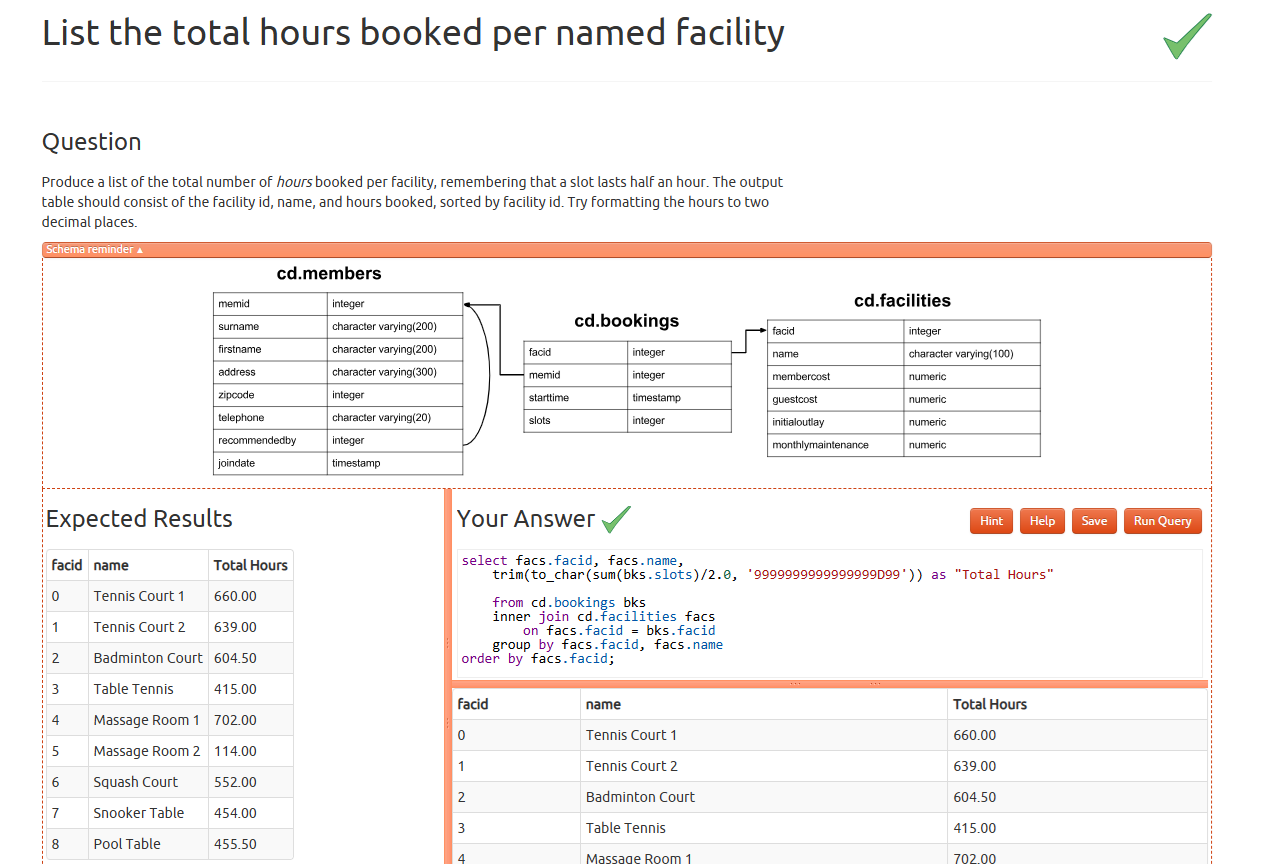 List the total hours booked per named facility
Question
Produce a list of the total number of hours booked per facility, remembering that a slot lasts half an hour. The output
table should consist of the facility id, name, and hours booked, sorted by facility id. Try formatting the hours to two
decimal places.
Schema reminder ▴
cd.members
memid integer
surname character varying(200)
firstname character varying(200)
address character varying(300)
zipcode integer
telephone character varying(20)
recommendedby integer
joindate timestamp
cd.bookings
facid integer
memid integer
starttime timestamp
slots integer
cd.facilities
facid integer
name character varying(100)
membercost numeric
guestcost numeric
initialoutlay numeric
monthlymaintenance numeric
Expected Results
facid name Total Hours
0 Tennis Court 1 660.00
1 Tennis Court 2 639.00
2 Badminton Court 604.50
3 Table Tennis 415.00
4 Massage Room 1 702.00
5 Massage Room 2 114.00
6 Squash Court 552.00
7 Snooker Table 454.00
8 Pool Table 455.50
Your Answer
Hint Help Save Run Query
select facs.facid, facs.name,
trim(to_char(sum(bks.slots)/2.0, '9999999999999999D99')) as "Total Hours"
from cd.bookings bks
inner join cd.facilities facs
on facs.facid = bks.facid
group by facs.facid, facs.name
order by facs.facid;
facid name Total Hours
0 Tennis Court 1 660.00
1 Tennis Court 2 639.00
2 Badminton Court 604.50
3 Table Tennis 415.00
4 Massage Room 1 702.00